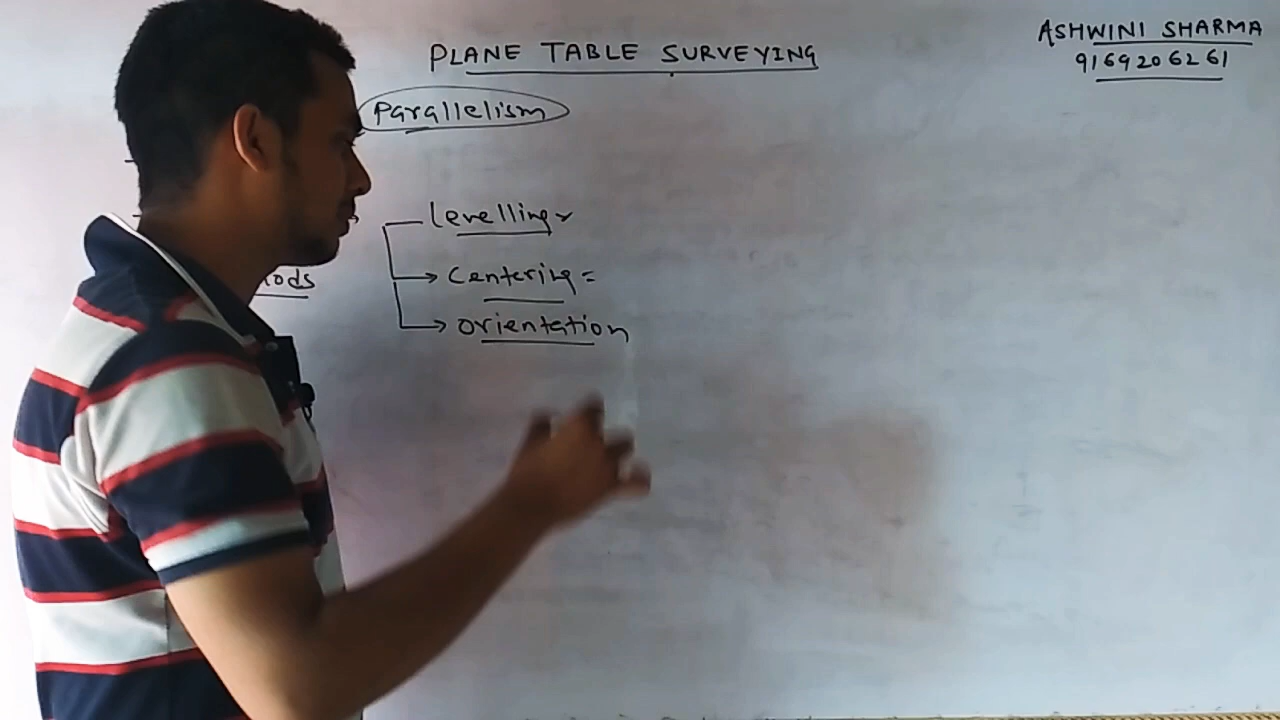 PLANE TABLE SURVEYING
ASHWINI SHARMA
9169206261
Parallelism
Levelling
Centering =
orientation